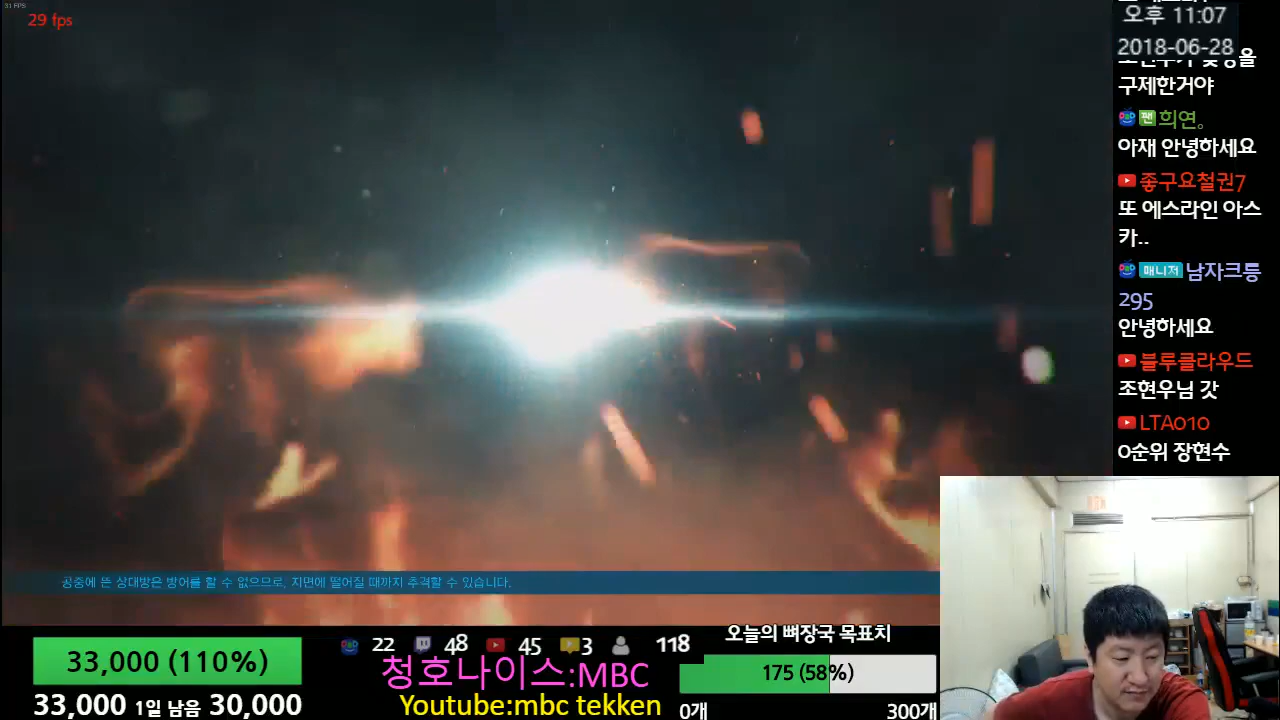 31 FPS
29 fps
오후 11:07
2018-06-28
구제한거야
팬 희연。
아재 안녕하세요
좋구요철권7
또 에스라인 아스
카..
매니저 남자크릉
295
안녕하세요
블루클라우드
조현우님 갓
LTA010
0순위 장현수
공중에 뜬 상대방은 방어를 할 수 없으므로, 지면에 떨어질 때까지 추격할 수 있습니다.
22 48 45 3 118
오늘의 뼈장국 목표치
33,000 (110%)
청호나이스:MBC
175 (58%)
33,000 1일 남음 30,000
Youtube:mbc tekken
0개 300개